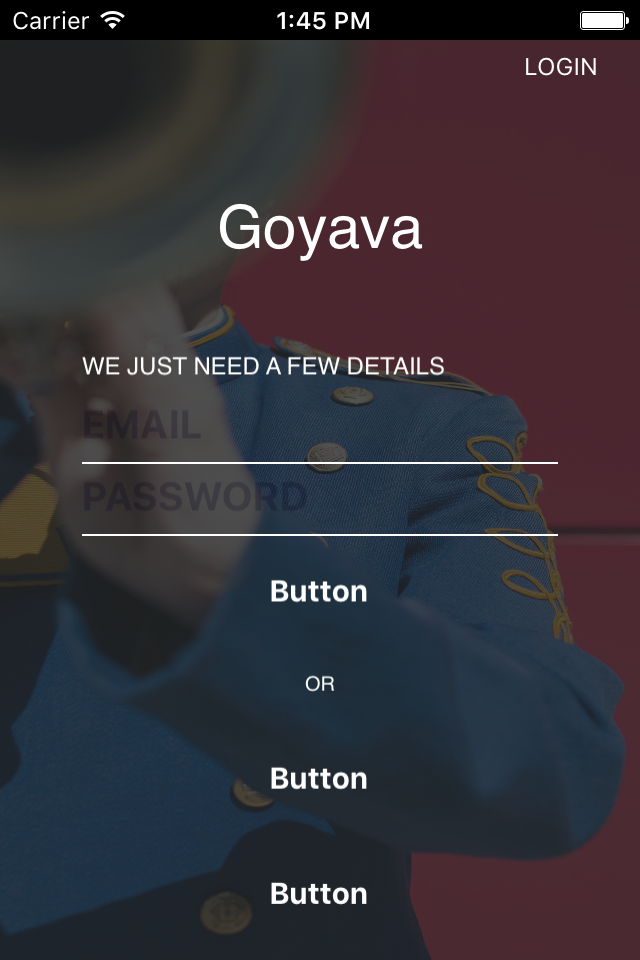 Carrier 1:45 PM
LOGIN
Goyava
WE JUST NEED A FEW DETAILS
EMAIL
PASSWORD
Button
OR
Button
Button